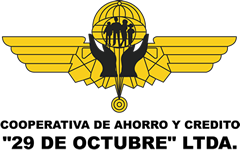 COOPERATIVA DE AHORRO Y CREDITO
"29 DE OCTUBRE" LTDA.